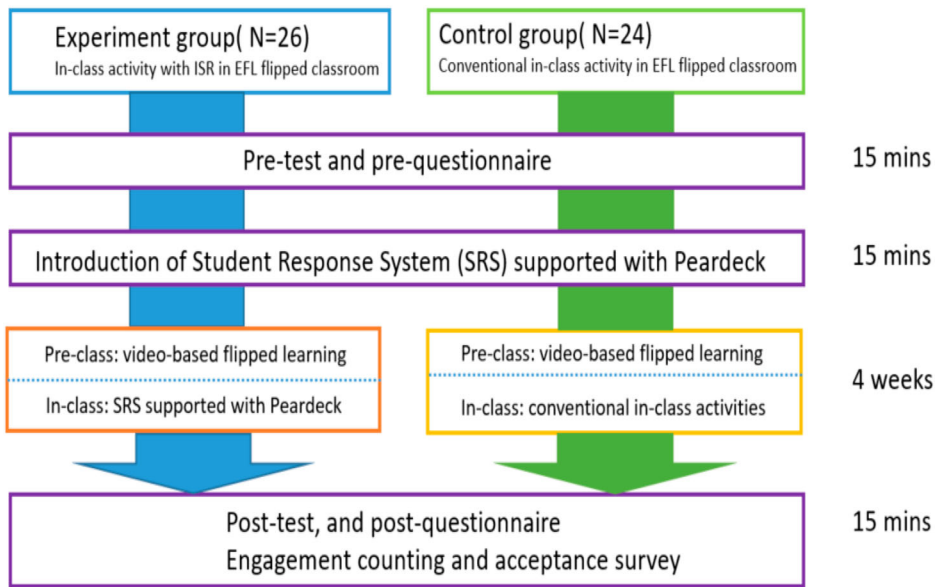 Experiment group( N=26)
In-class activity with ISR in EFL flipped classroom
Control group( N=24)
Conventional in-class activity in EFL flipped classroom
Pre-test and pre-questionnaire
15 mins
Introduction of Student Response System (SRS) supported with Peardeck
15 mins
Pre-class: video-based flipped learning
In-class: SRS supported with Peardeck
Pre-class: video-based flipped learning
In-class: conventional in-class activities
4 weeks
Post-test, and post-questionnaire
Engagement counting and acceptance survey
15 mins